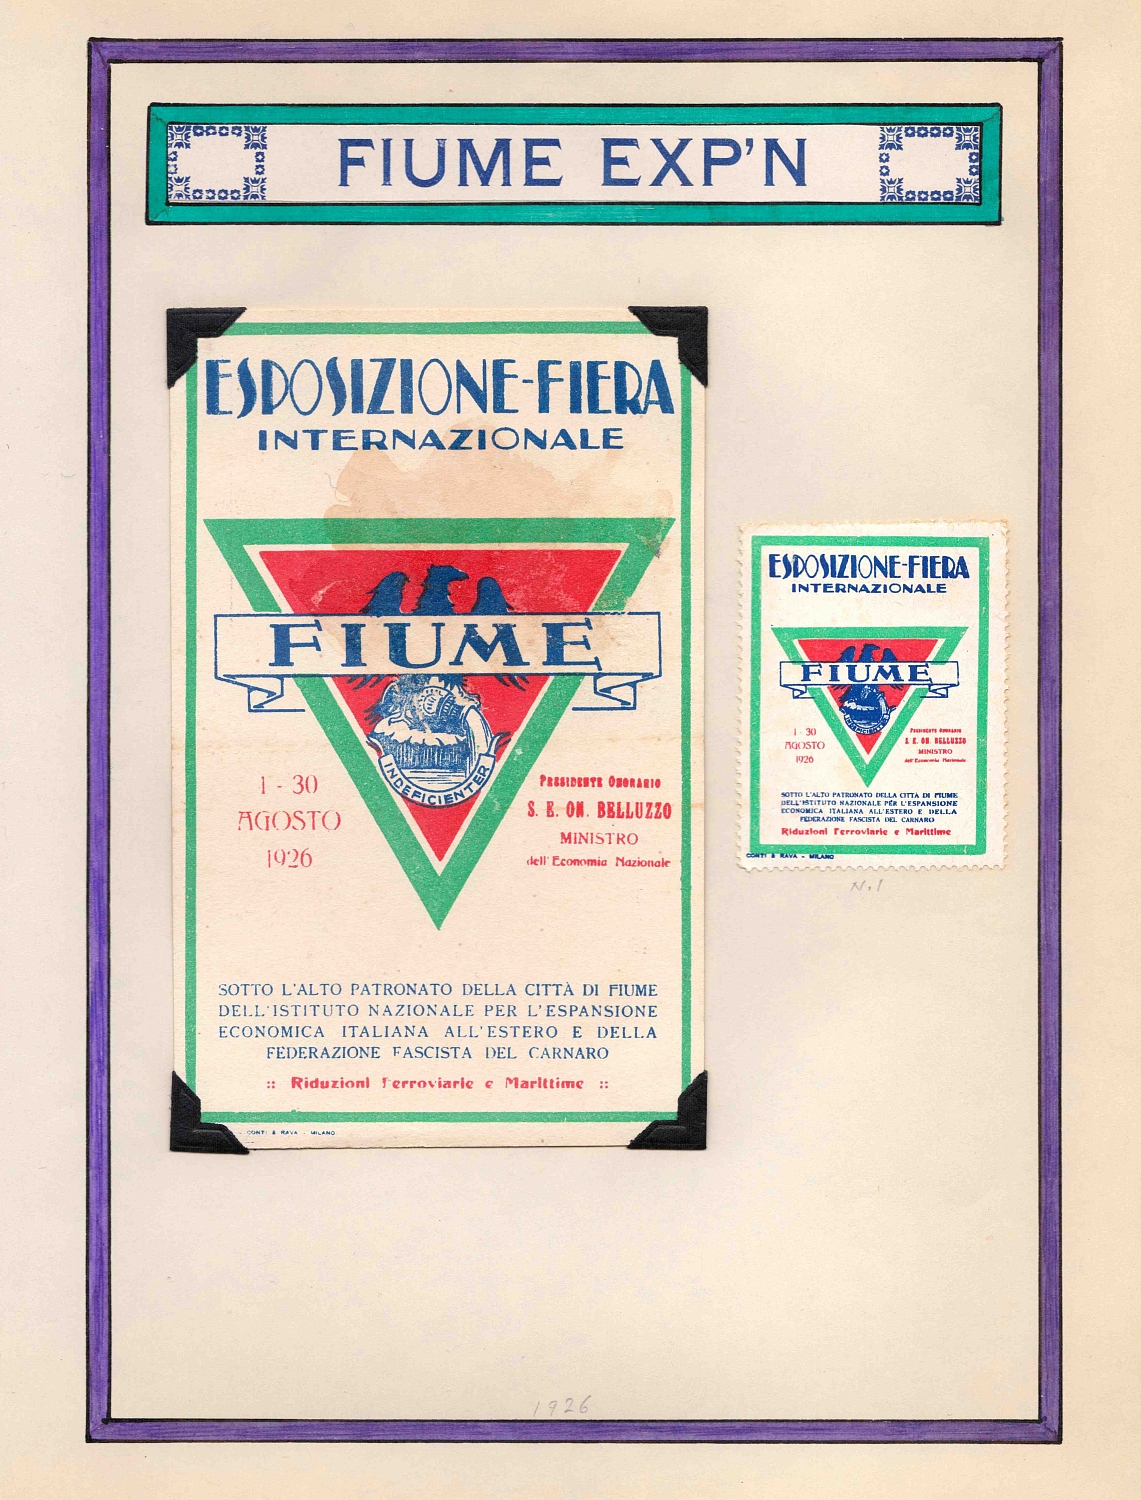 FIUME EXP'N
ESPOSIZIONE-FIERA
INTERNAZIONALE
FIUME
INDEFICIENTER
1 - 30
AGOSTO
1926
PRESIDENTE ONORARIO
S. E. ON. BELLUZZO
MINISTRO
dell'Economia Nazionale
SOTTO L'ALTO PATRONATO DELLA CITTÀ DI FIUME
DELL'ISTITUTO NAZIONALE PER L'ESPANSIONE
ECONOMICA ITALIANA ALL'ESTERO E DELLA
FEDERAZIONE FASCISTA DEL CARNARO
:: Riduzioni Ferroviarie e Marittime ::
CONTI & RAVA - MILANO
ESPOSIZIONE-FIERA
INTERNAZIONALE
FIUME
INDEFICIENTER
1 - 30
AGOSTO
1926
PRESIDENTE ONORARIO
S. E. ON. BELLUZZO
MINISTRO
dell'Economia Nazionale
SOTTO L'ALTO PATRONATO DELLA CITTÀ DI FIUME
DELL'ISTITUTO NAZIONALE PER L'ESPANSIONE
ECONOMICA ITALIANA ALL'ESTERO E DELLA
FEDERAZIONE FASCISTA DEL CARNARO
Riduzioni Ferroviarie e Marittime
CONTI & RAVA - MILANO
N.1
1926